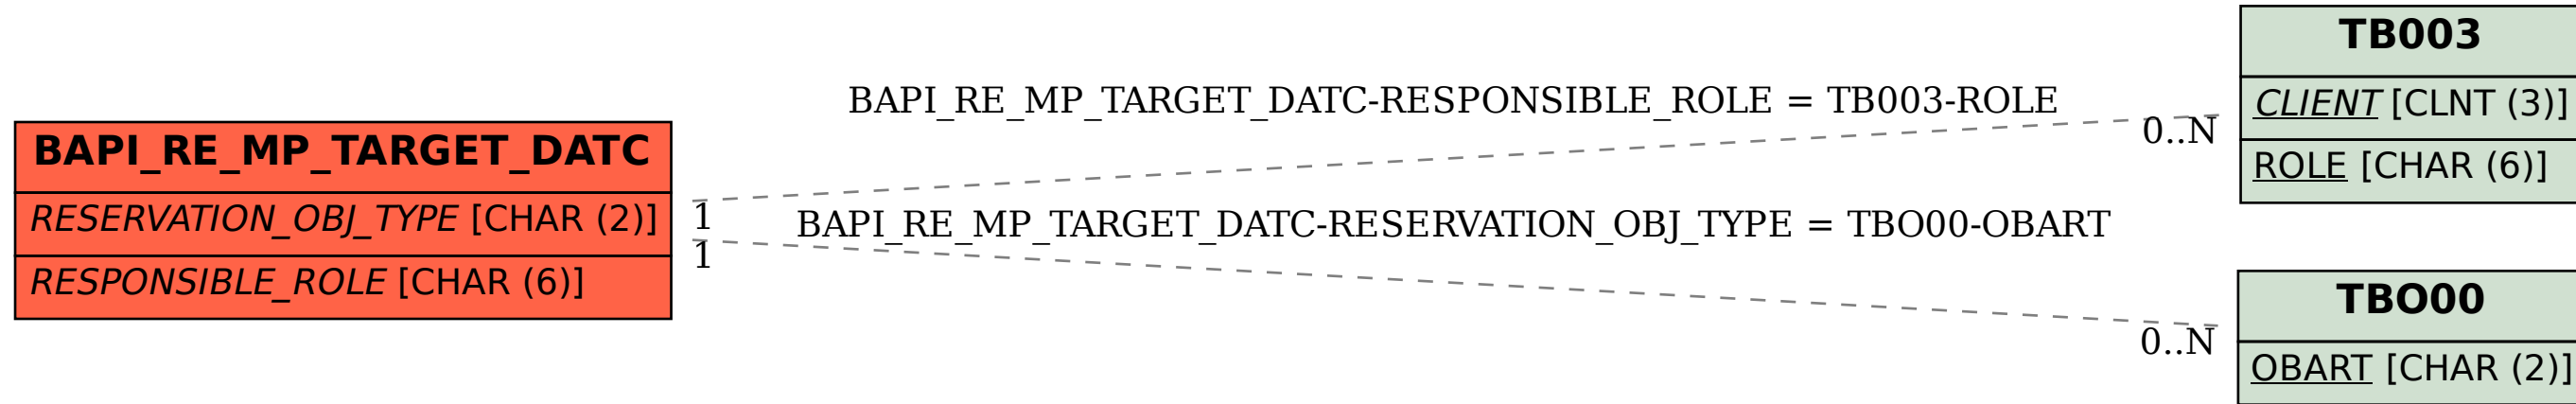 BAPI_RE_MP_TARGET_DATC
RESERVATION_OBJ_TYPE [CHAR (2)]
RESPONSIBLE_ROLE [CHAR (6)]
BAPI_RE_MP_TARGET_DATC-RESPONSIBLE_ROLE = TB003-ROLE
0..N
1
BAPI_RE_MP_TARGET_DATC-RESERVATION_OBJ_TYPE = TBO00-OBART
1
0..N
TB003
CLIENT [CLNT (3)]
ROLE [CHAR (6)]
TBO00
OBART [CHAR (2)]